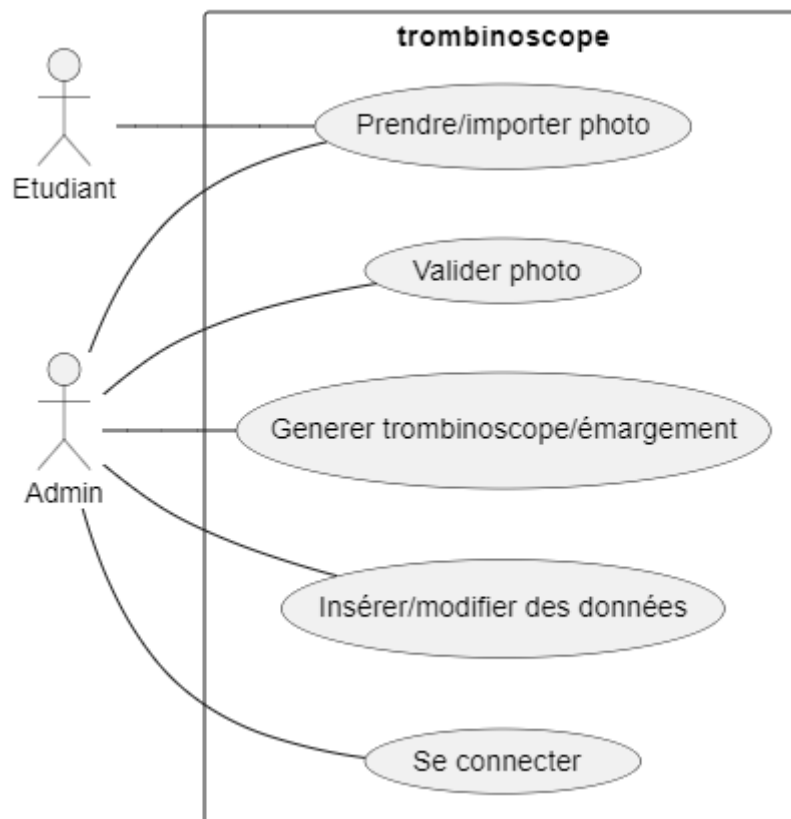 trombinoscope
Prendre/importer photo
Etudiant
Valider photo
Generer trombinoscope/émargement
Admin
Insérer/modifier des données
Se connecter